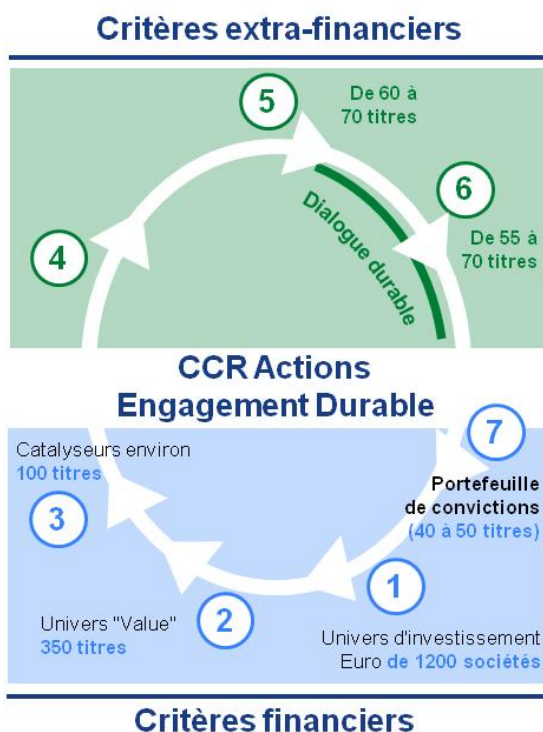 Critères extra-financiers
5
De 60 à
70 titres
6
De 55 à
70 titres
Dialogue durable
4
CCR Actions
Engagement Durable
7
Portefeuille
de convictions
(40 à 50 titres)
Catalyseurs environ
100 titres
3
2
Univers "Value"
350 titres
1
Univers d'investissement
Euro de 1200 sociétés
Critères financiers